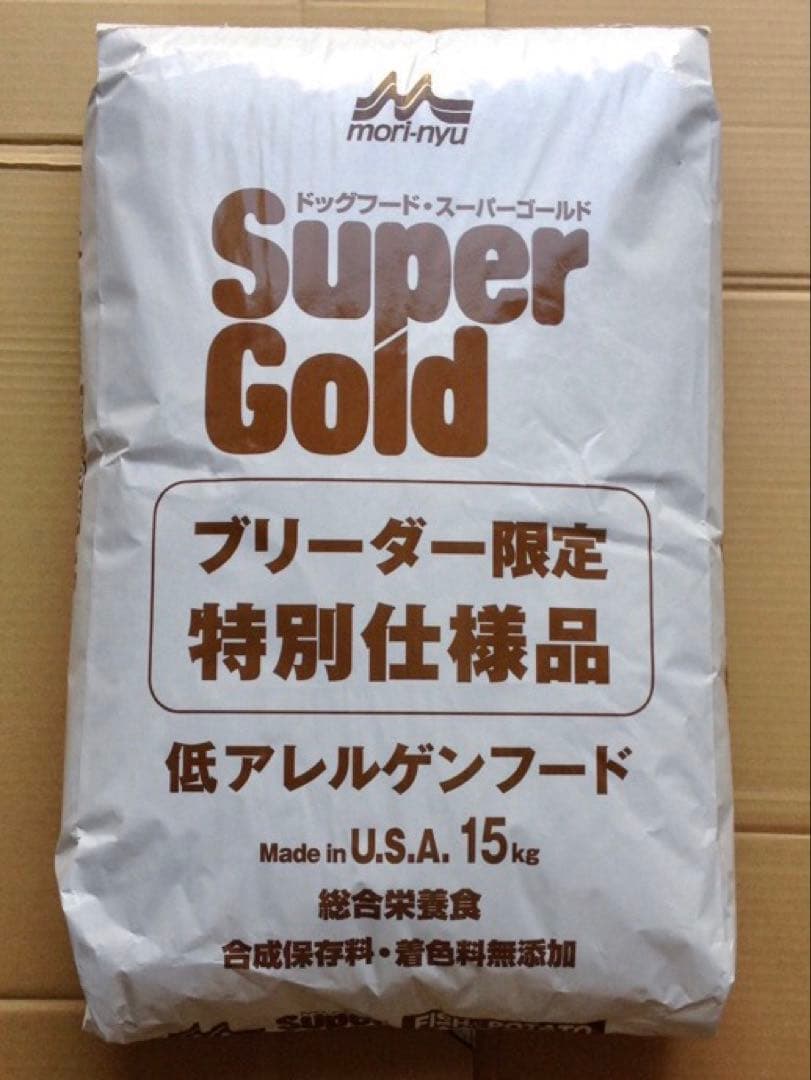 mori-nyu
ドッグフード・スーパーゴールド
Super
Gold
ブリーダー限定
特別仕様品
低アレルゲンフード
Made in U.S.A. 15kg
総合栄養食
合成保存料・着色料無添加
Super FISH & POTATO